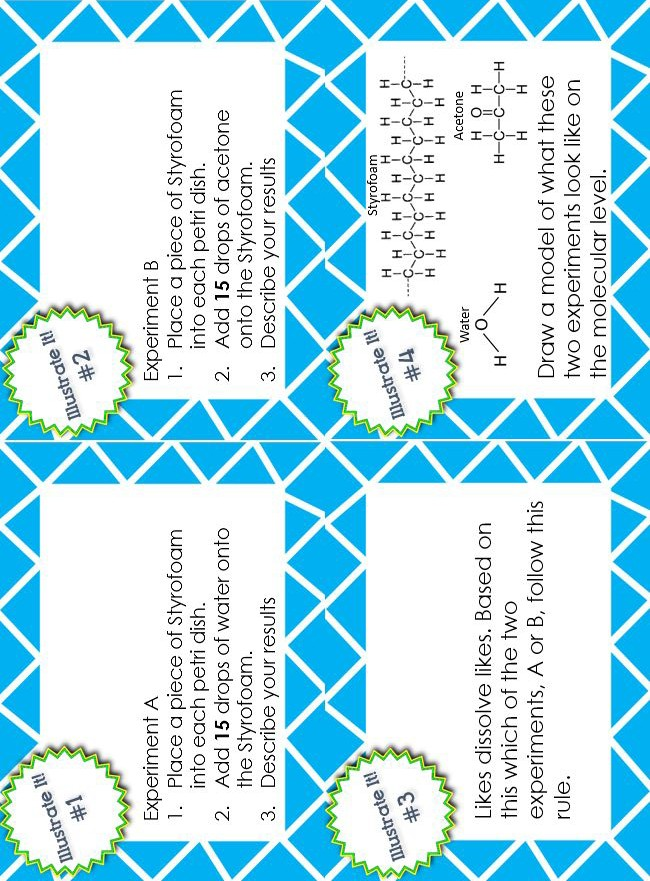 Illustrate It!
#1
Experiment A
1. Place a piece of Styrofoam
into each petri dish.
2. Add 15 drops of water onto
the Styrofoam.
3. Describe your results
Illustrate It!
#2
Experiment B
1. Place a piece of Styrofoam
into each petri dish.
2. Add 15 drops of acetone
onto the Styrofoam.
3. Describe your results
Illustrate It!
#3
Likes dissolve likes. Based on
this which of the two
experiments, A or B, follow this
rule.
Illustrate It!
#4
Styrofoam
Water
O
H H
Acetone
H O H
H-C-C-C-H
H H
Draw a model of what these
two experiments look like on
the molecular level.